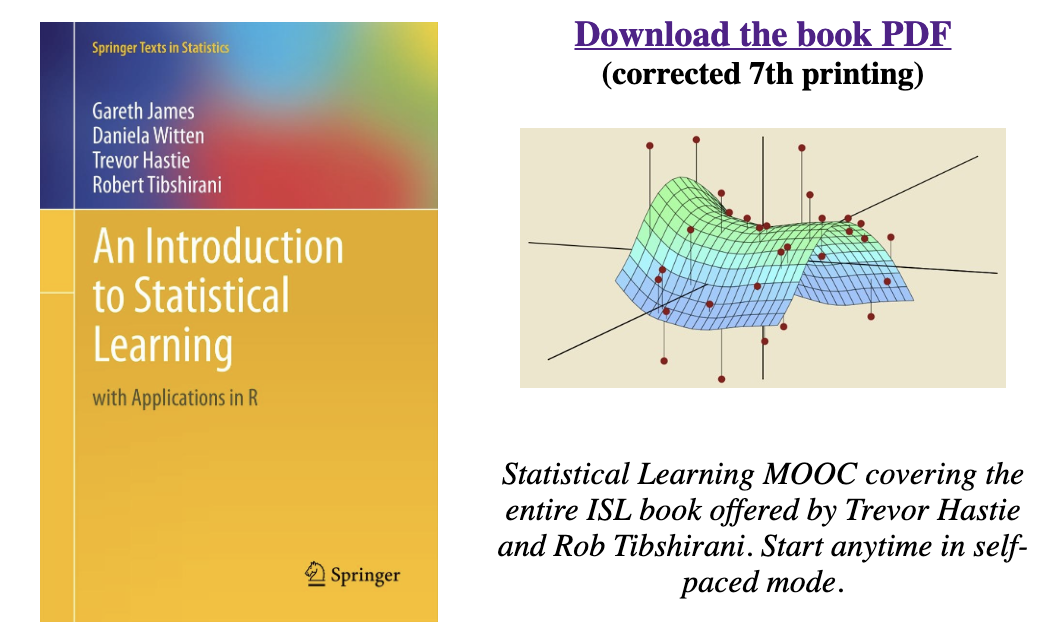 Springer Texts in Statistics
Gareth James
Daniela Witten
Trevor Hastie
Robert Tibshirani
An Introduction
to Statistical
Learning
with Applications in R
Springer
Download the book PDF
(corrected 7th printing)
Statistical Learning MOOC covering the
entire ISL book offered by Trevor Hastie
and Rob Tibshirani. Start anytime in self-
paced mode.